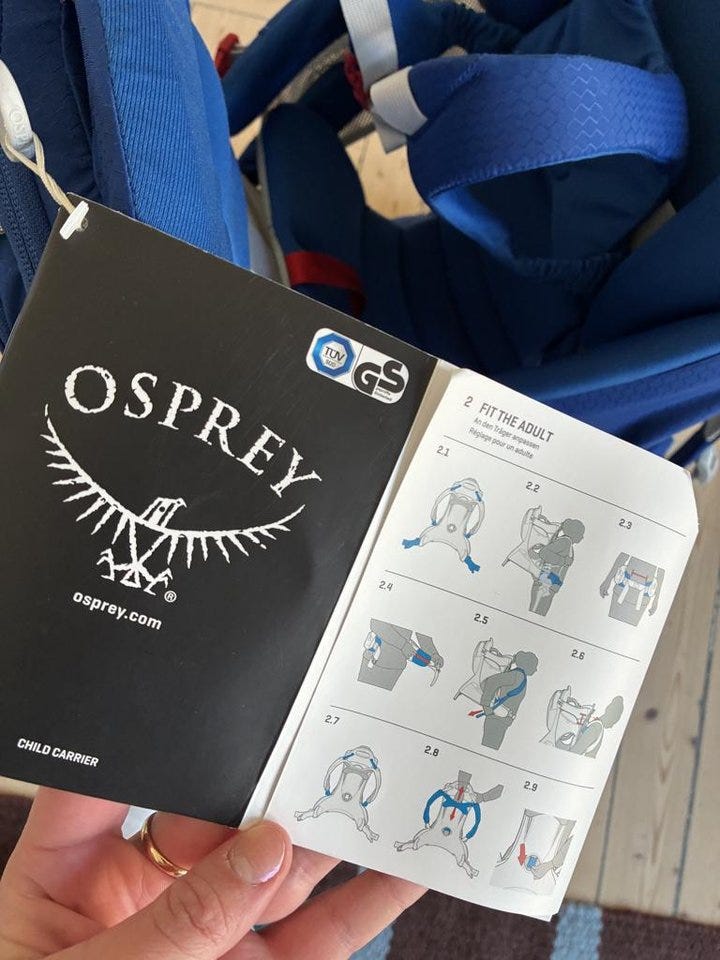 OSPREY
®
osprey.com
CHILD CARRIER
TÜV
SÜD
GS
2 FIT THE ADULT
An den Träger anpassen
Réglage pour un adulte
2.1
2.2
2.3
2.4
2.5
2.6
2.7
2.8
2.9